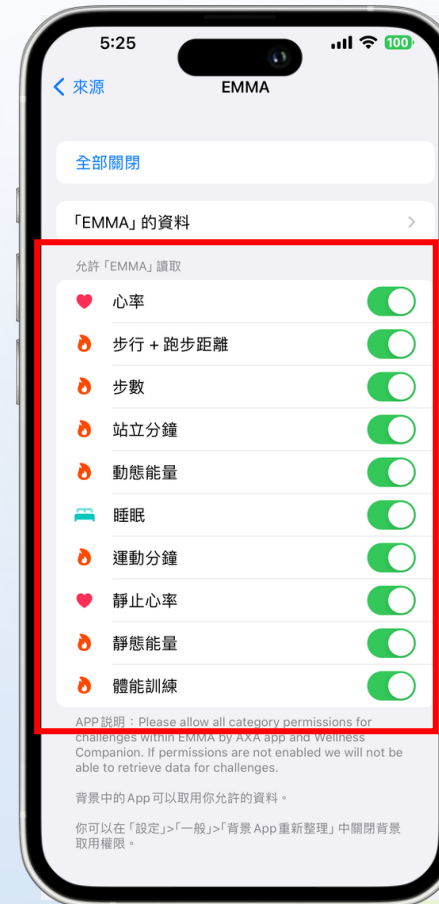 5:25
100
來源
EMMA
全部關閉
「EMMA」的資料
允許「EMMA」讀取
心率
步行 + 跑步距離
步數
站立分鐘
動態能量
睡眠
運動分鐘
靜止心率
靜態能量
體能訓練
APP 説明：Please allow all category permissions for
challenges within EMMA by AXA app and Wellness
Companion. If permissions are not enabled we will not be
able to retrieve data for challenges.
背景中的 App 可以取用你允許的資料。
你可以在「設定」>「一般」>「背景 App 重新整理」中關閉背景
取用權限。